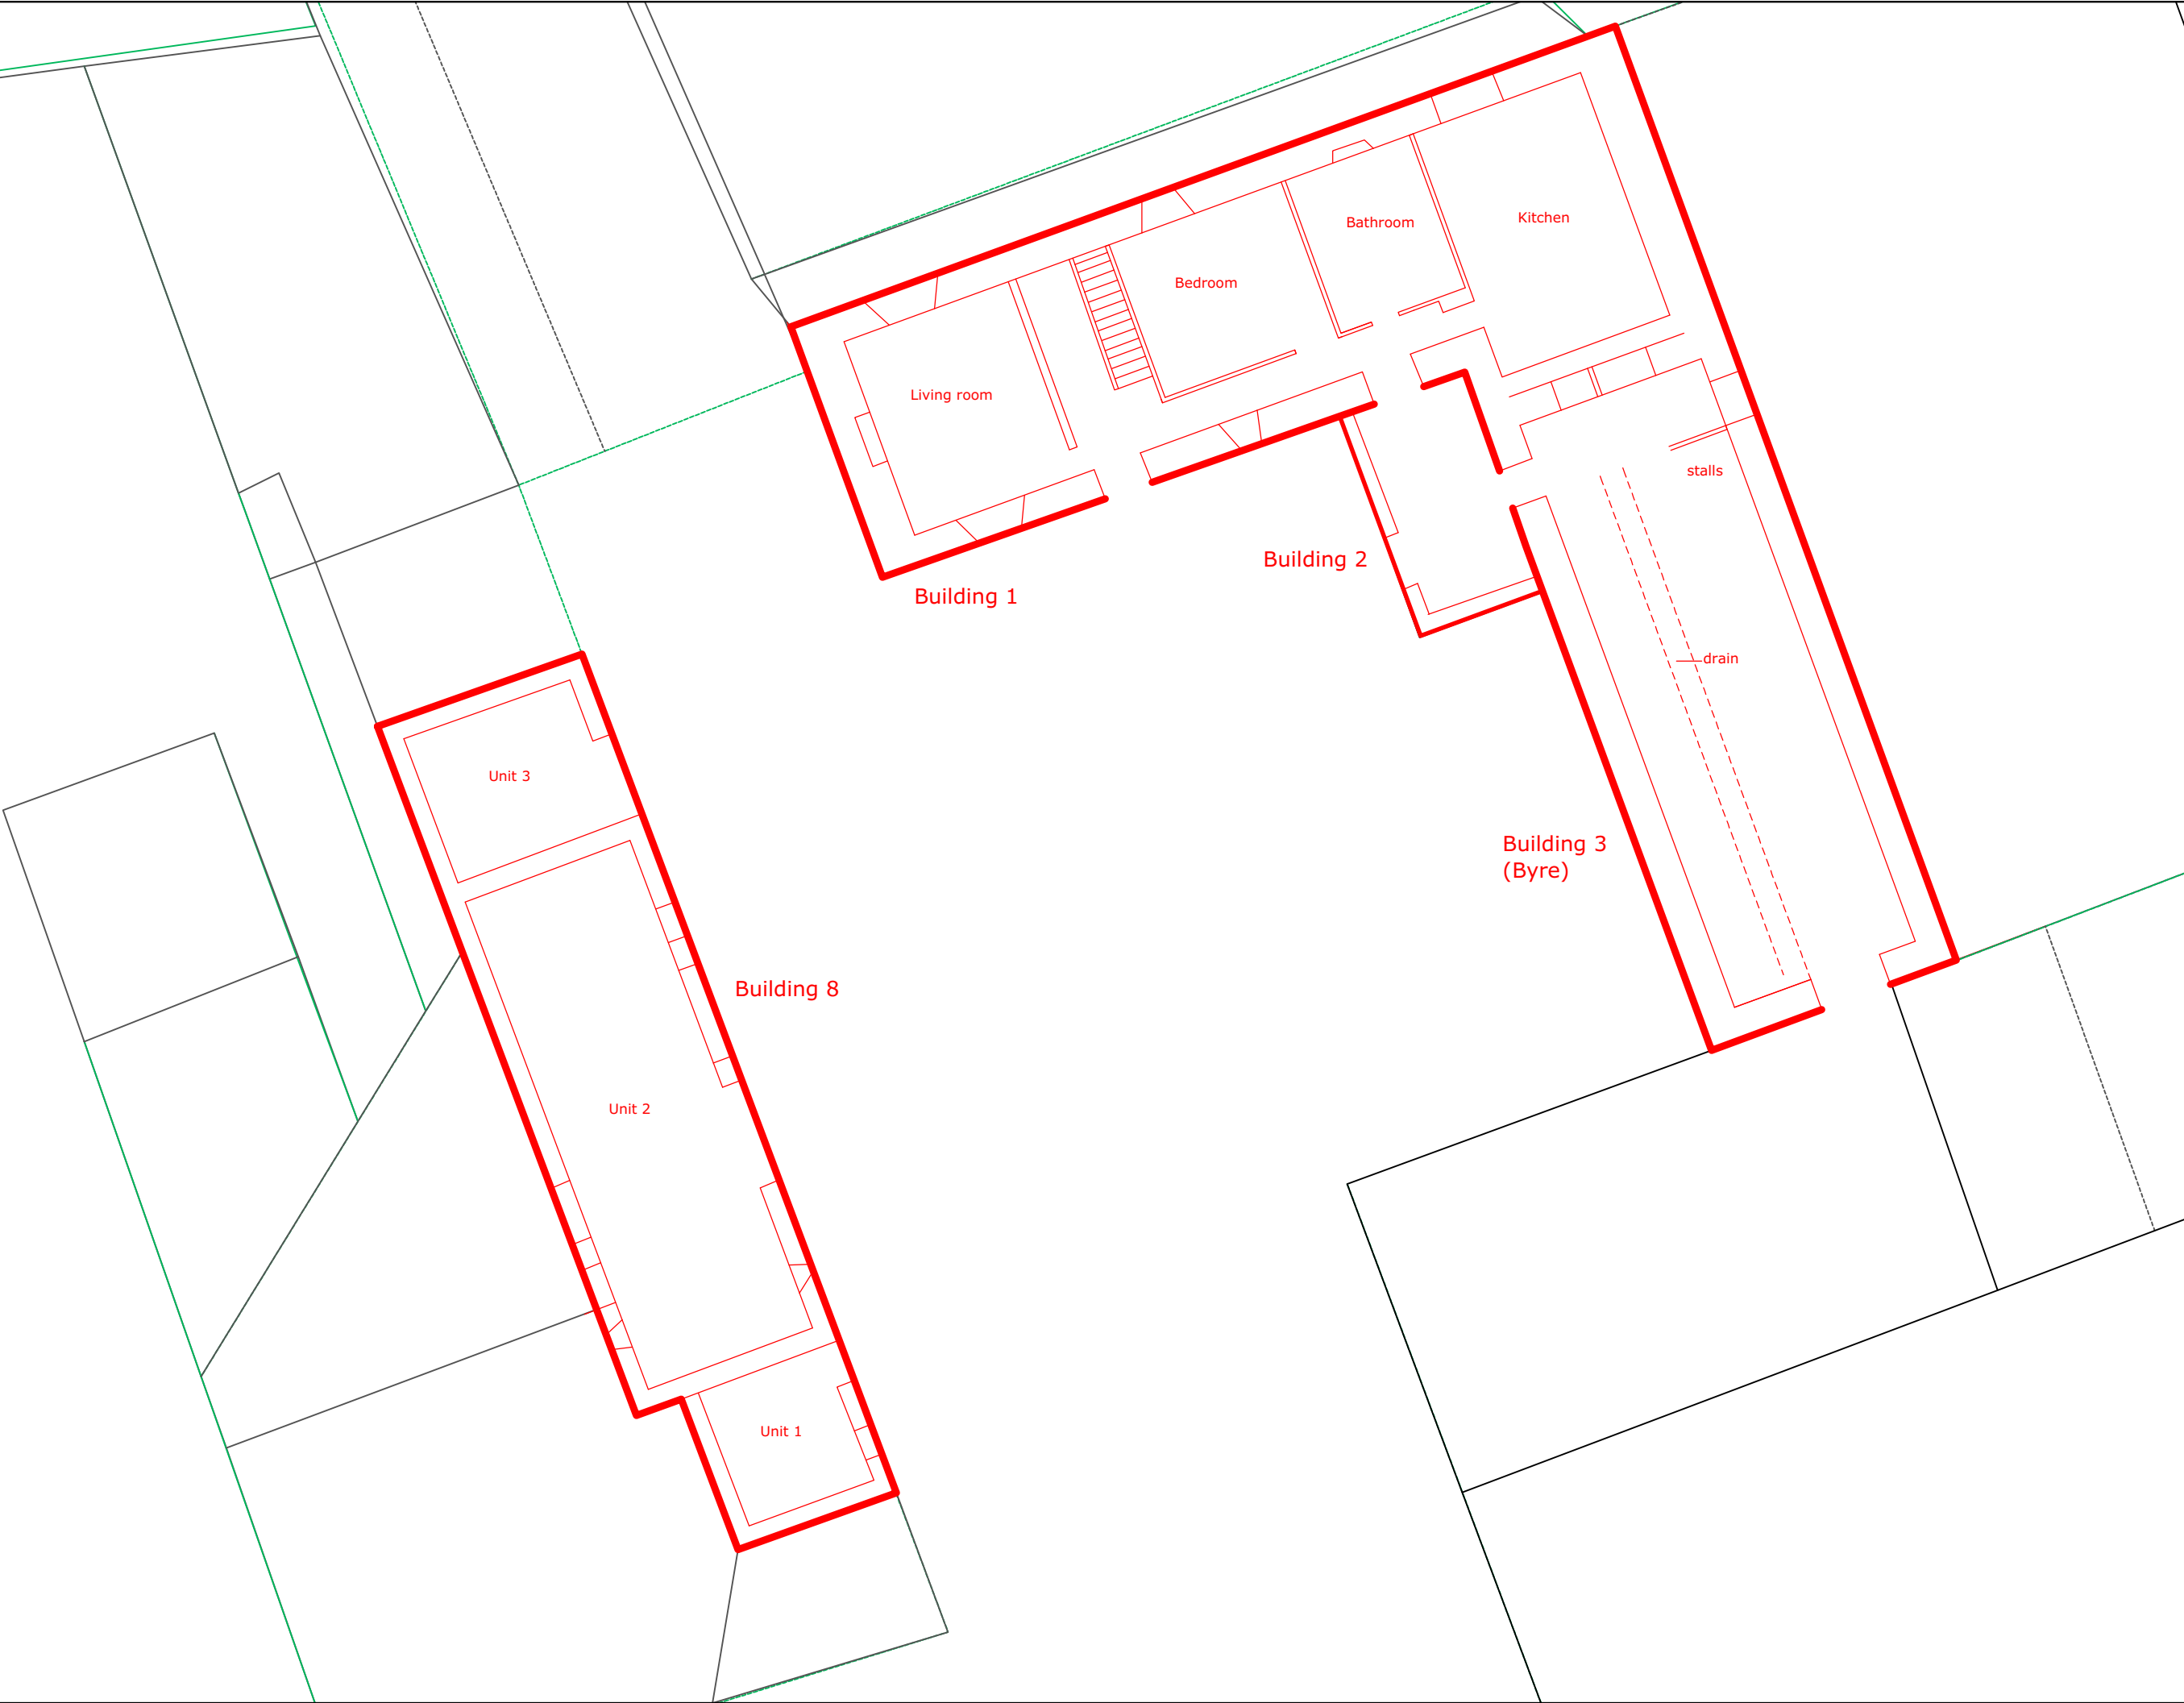 Kitchen
Bathroom
Bedroom
Living room
stalls
Building 2
Building 1
drain
Unit 3
Building 3
(Byre)
Building 8
Unit 2
Unit 1